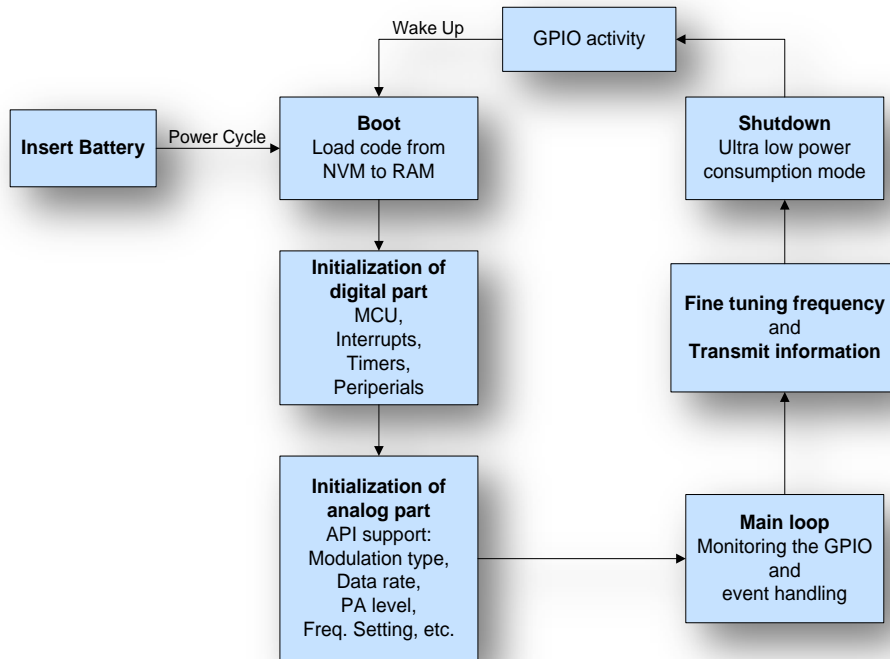 Wake Up
GPIO activity
Insert Battery
Power Cycle
Boot
Load code from
NVM to RAM
Shutdown
Ultra low power
consumption mode
Initialization of
digital part
MCU,
Interrupts,
Timers,
Periperials
Fine tuning frequency
and
Transmit information
Initialization of
analog part
API support:
Modulation type,
Data rate,
PA level,
Freq. Setting, etc.
Main loop
Monitoring the GPIO
and
event handling